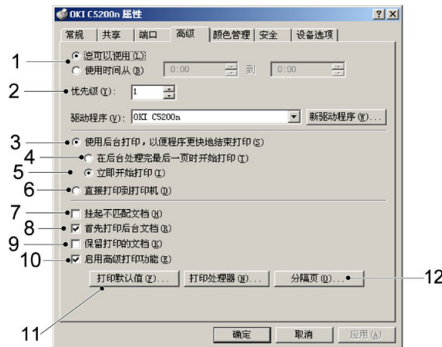 OKI C5200n 属性
常规 共享 端口 高级 颜色管理 安全 设备选项
1 总可以使用(L)
使用时间从(B) 0:00 到 0:00
2 优先级(Y): 1
驱动程序(V): OKI C5200n 新驱动程序(W)...
3 使用后台打印，以便程序更快地结束打印(S)
4 在后台处理完最后一页时开始打印(T)
5 立即开始打印(I)
6 直接打印到打印机(D)
7 挂起不匹配文档(H)
8 首先打印后台文档(R)
9 保留打印的文档(K)
10 启用高级打印功能(E)
打印默认值(F)... 打印处理器(N)... 分隔页(O)... 12
11
确定 取消 应用(A)